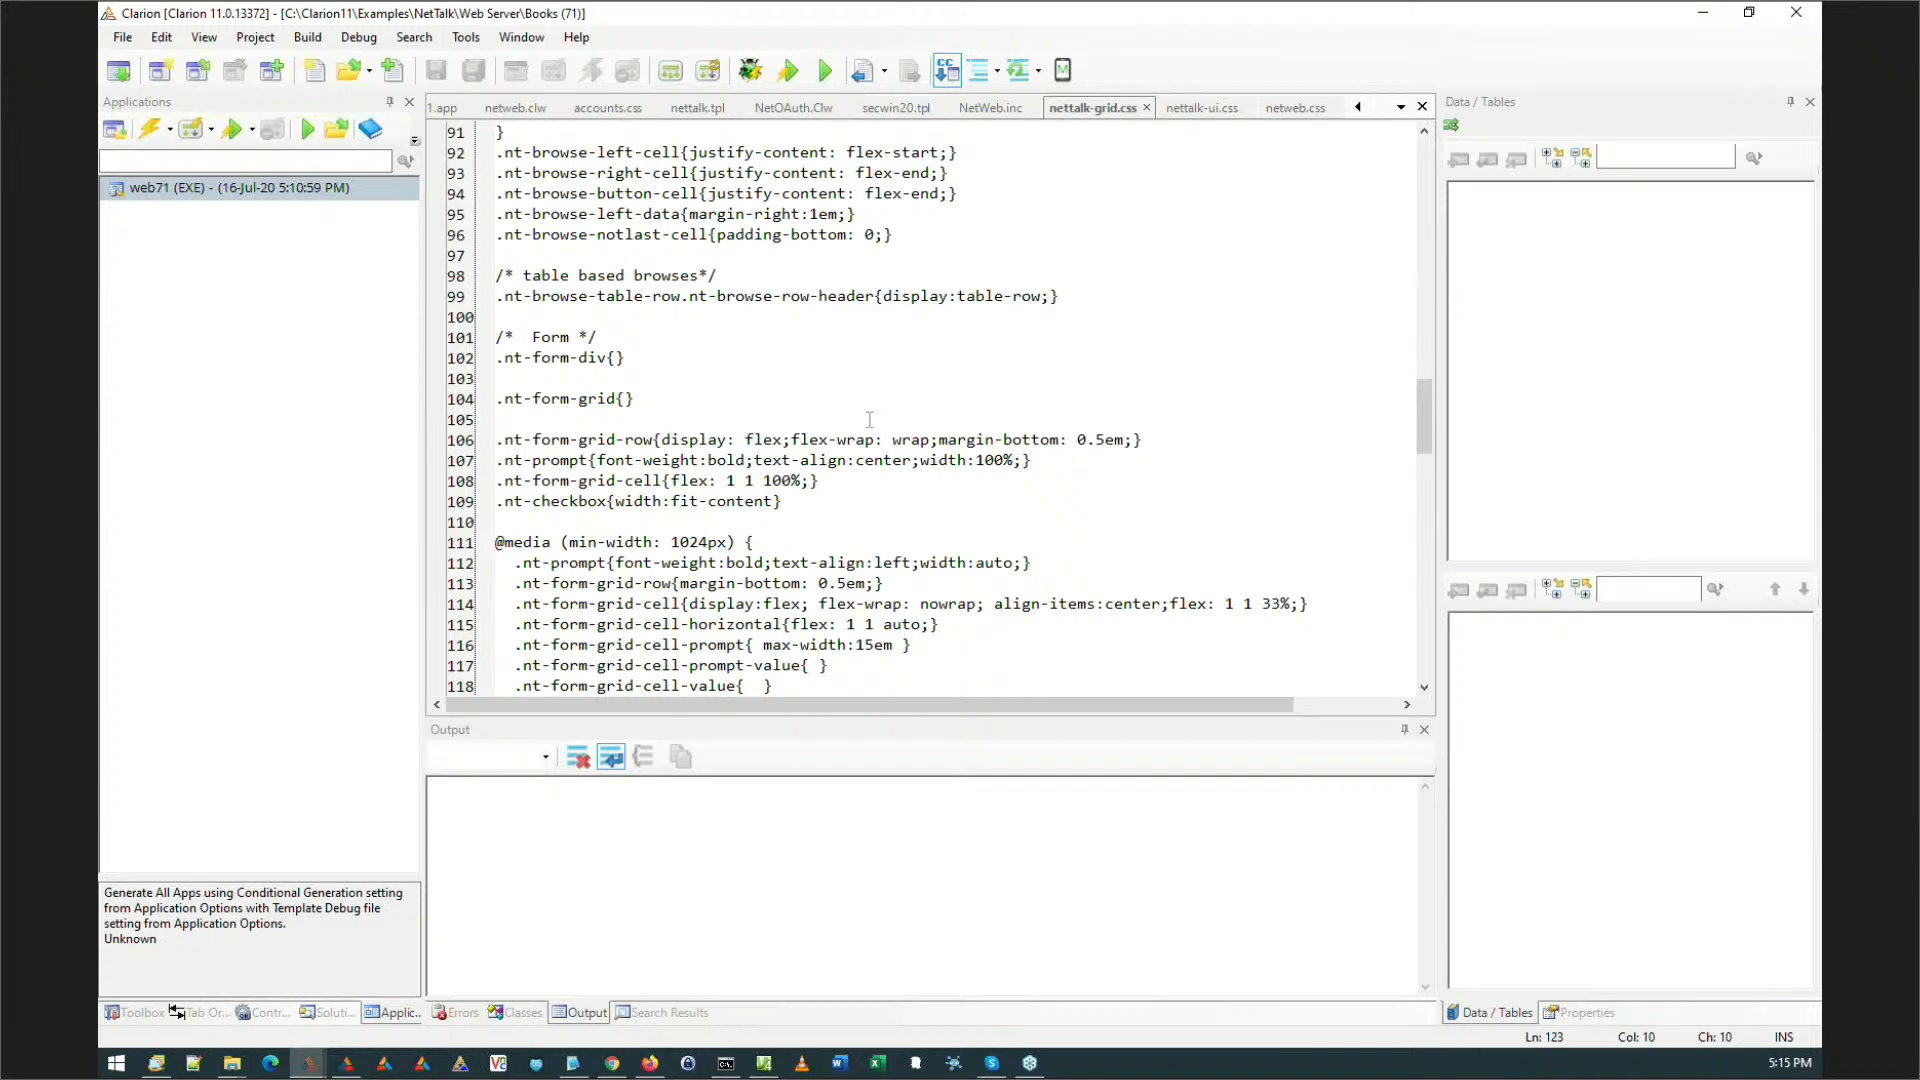 Clarion [Clarion 11.0.13372] - [C:\Clarion11\Examples\NetTalk\Web Server\Books (71)]
File Edit View Project Build Debug Search Tools Window Help
Applications
web71 (EXE) - (16-Jul-20 5:10:59 PM)
1.app netweb.clw accounts.css nettalk.tpl NetOAuth.Clw secwin20.tpl NetWeb.inc nettalk-grid.css nettalk-ui.css netweb.css
Data / Tables
91 }
92 .nt-browse-left-cell{justify-content: flex-start;}
93 .nt-browse-right-cell{justify-content: flex-end;}
94 .nt-browse-button-cell{justify-content: flex-end;}
95 .nt-browse-left-data{margin-right:1em;}
96 .nt-browse-notlast-cell{padding-bottom: 0;}
97
98 /* table based browses*/
99 .nt-browse-table-row.nt-browse-row-header{display:table-row;}
100
101 /*  Form */
102 .nt-form-div{}
103
104 .nt-form-grid{}
105
106 .nt-form-grid-row{display: flex;flex-wrap: wrap;margin-bottom: 0.5em;}
107 .nt-prompt{font-weight:bold;text-align:center;width:100%;}
108 .nt-form-grid-cell{flex: 1 1 100%;}
109 .nt-checkbox{width:fit-content}
110
111 @media (min-width: 1024px) {
112   .nt-prompt{font-weight:bold;text-align:left;width:auto;}
113   .nt-form-grid-row{margin-bottom: 0.5em;}
114   .nt-form-grid-cell{display:flex; flex-wrap: nowrap; align-items:center;flex: 1 1 33%;}
115   .nt-form-grid-cell-horizontal{flex: 1 1 auto;}
116   .nt-form-grid-cell-prompt{ max-width:15em }
117   .nt-form-grid-cell-prompt-value{ }
118   .nt-form-grid-cell-value{  }
Output
Generate All Apps using Conditional Generation setting
from Application Options with Template Debug file
setting from Application Options.
Unknown
Toolbox Tab Or... Contr... Soluti... Applic... Errors Classes Output Search Results
Data / Tables Properties
Ln: 123 Col: 10 Ch: 10 INS
5:15 PM